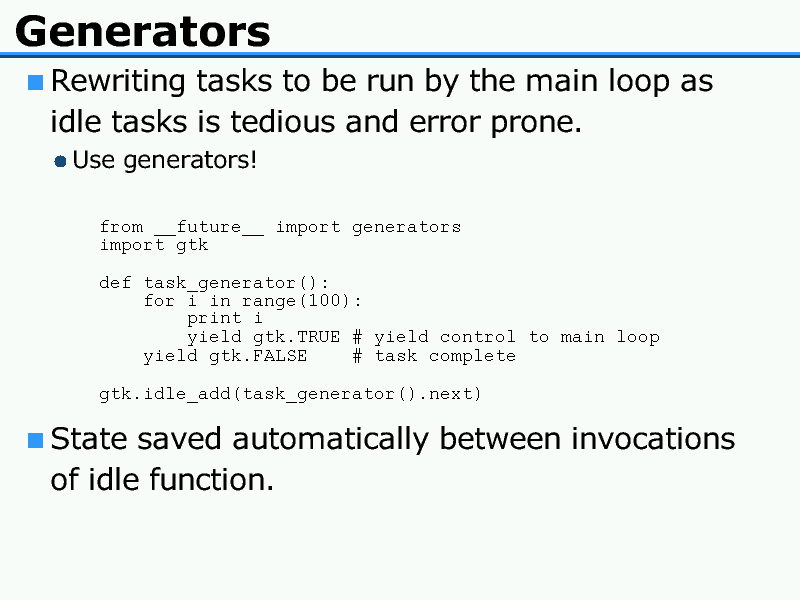 Generators
Rewriting tasks to be run by the main loop as
idle tasks is tedious and error prone.
Use generators!
from __future__ import generators
import gtk
def task_generator():
    for i in range(100):
        print i
        yield gtk.TRUE # yield control to main loop
    yield gtk.FALSE    # task complete
gtk.idle_add(task_generator().next)
State saved automatically between invocations
of idle function.